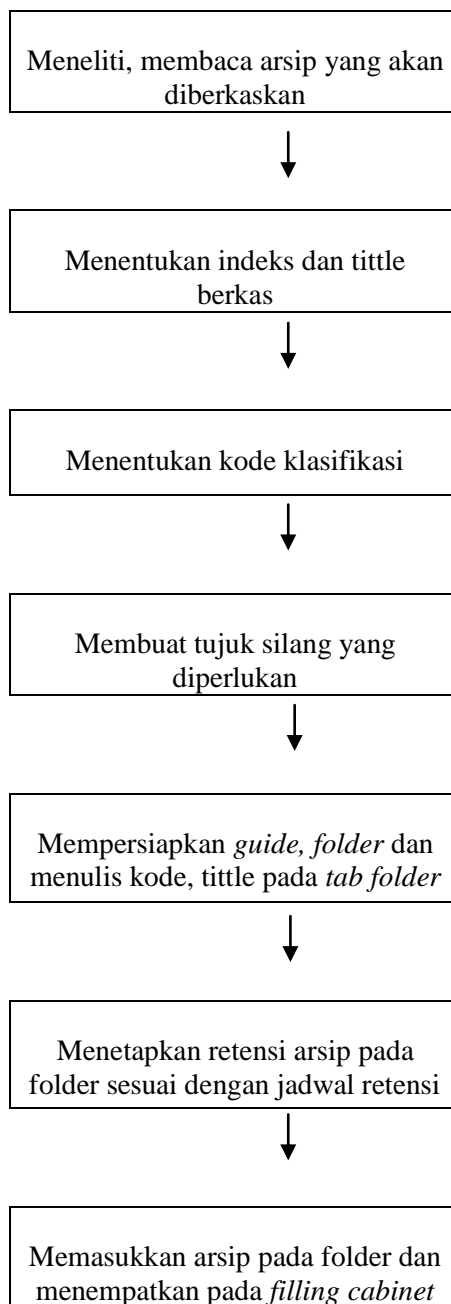 Meneliti, membaca arsip yang akan
diberkaskan
Menentukan indeks dan tittle
berkas
Menentukan kode klasifikasi
Membuat tujuk silang yang
diperlukan
Mempersiapkan guide, folder dan
menulis kode, tittle pada tab folder
Menetapkan retensi arsip pada
folder sesuai dengan jadwal retensi
Memasukkan arsip pada folder dan
menempatkan pada filling cabinet